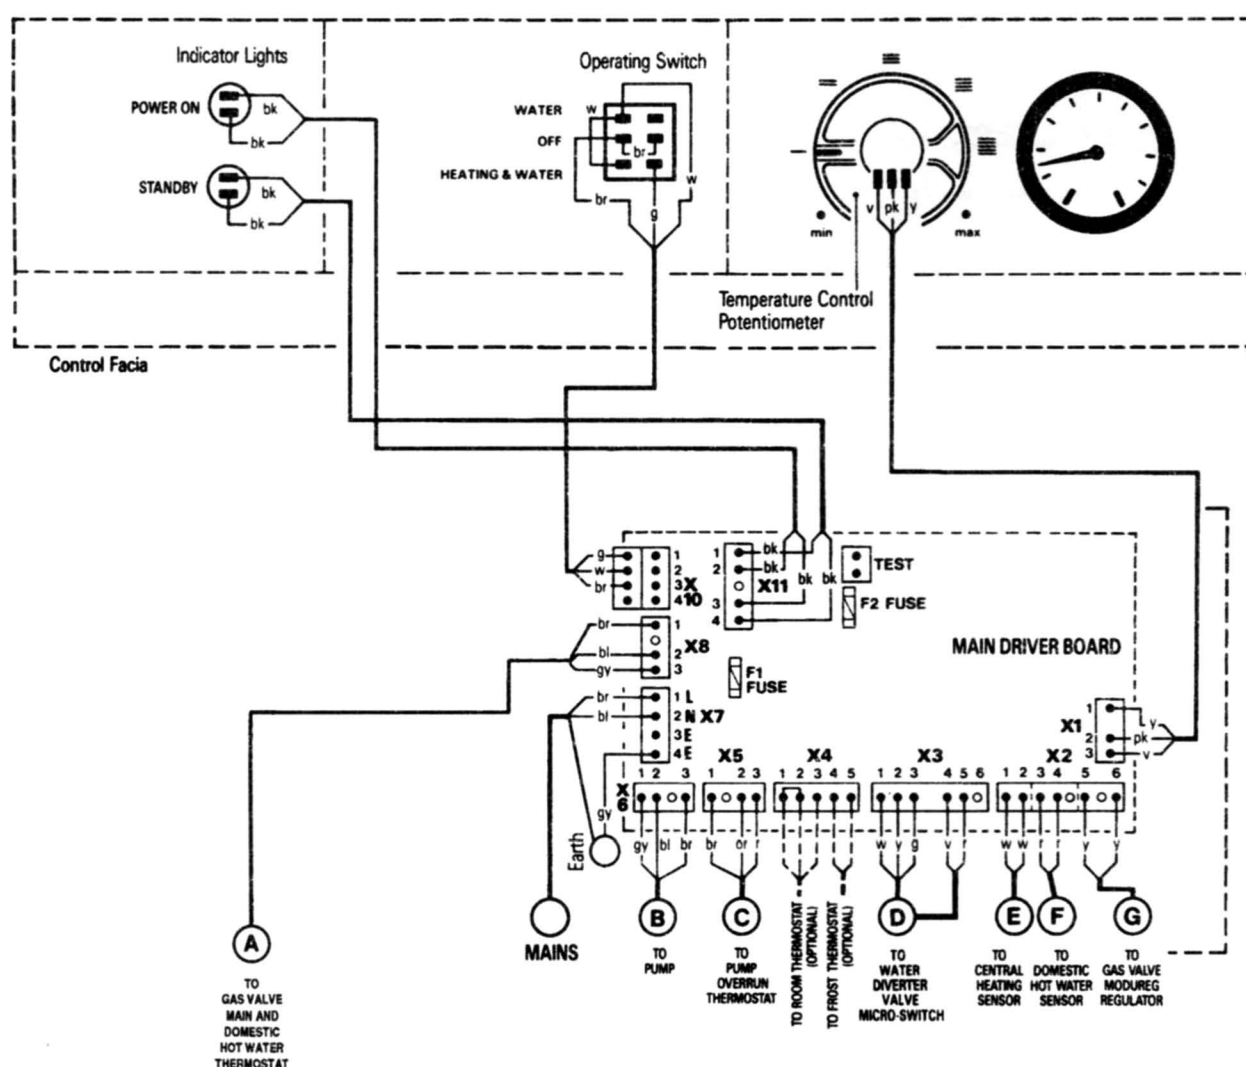 Indicator Lights
POWER ON
bk
bk
STANDBY
bk
bk
Operating Switch
WATER
OFF
HEATING & WATER
w
br
w
br
g
min
max
v pk y
Temperature Control
Potentiometer
Control Facia
g
w
br
1
2
3
4
X
10
1
2
3
4
X11
bk
bk
bk
bk
TEST
F2 FUSE
F1
FUSE
MAIN DRIVER BOARD
br
bl
gy
1
2
3
X8
br
bl
1 L
2 N X7
3 E
4 E
gy
Earth
X1
1
2
3
y
pk
v
X6
1 2 3
X5
1 2 3
X4
1 2 3 4 5
X3
1 2 3 4 5 6
X2
1 2 3 4 5 6
gy bl br
br or r
w y g v r
w w r r y y
A
B
C
D
E
F
G
MAINS
TO
GAS VALVE
MAIN AND
DOMESTIC
HOT WATER
THERMOSTAT
TO
PUMP
TO
PUMP
OVERRUN
THERMOSTAT
TO ROOM THERMOSTAT
(OPTIONAL)
TO FROST THERMOSTAT
(OPTIONAL)
TO
WATER
DIVERTER
VALVE
MICRO-SWITCH
TO
CENTRAL
HEATING
SENSOR
TO
DOMESTIC
HOT WATER
SENSOR
TO
GAS VALVE
MODUREG
REGULATOR